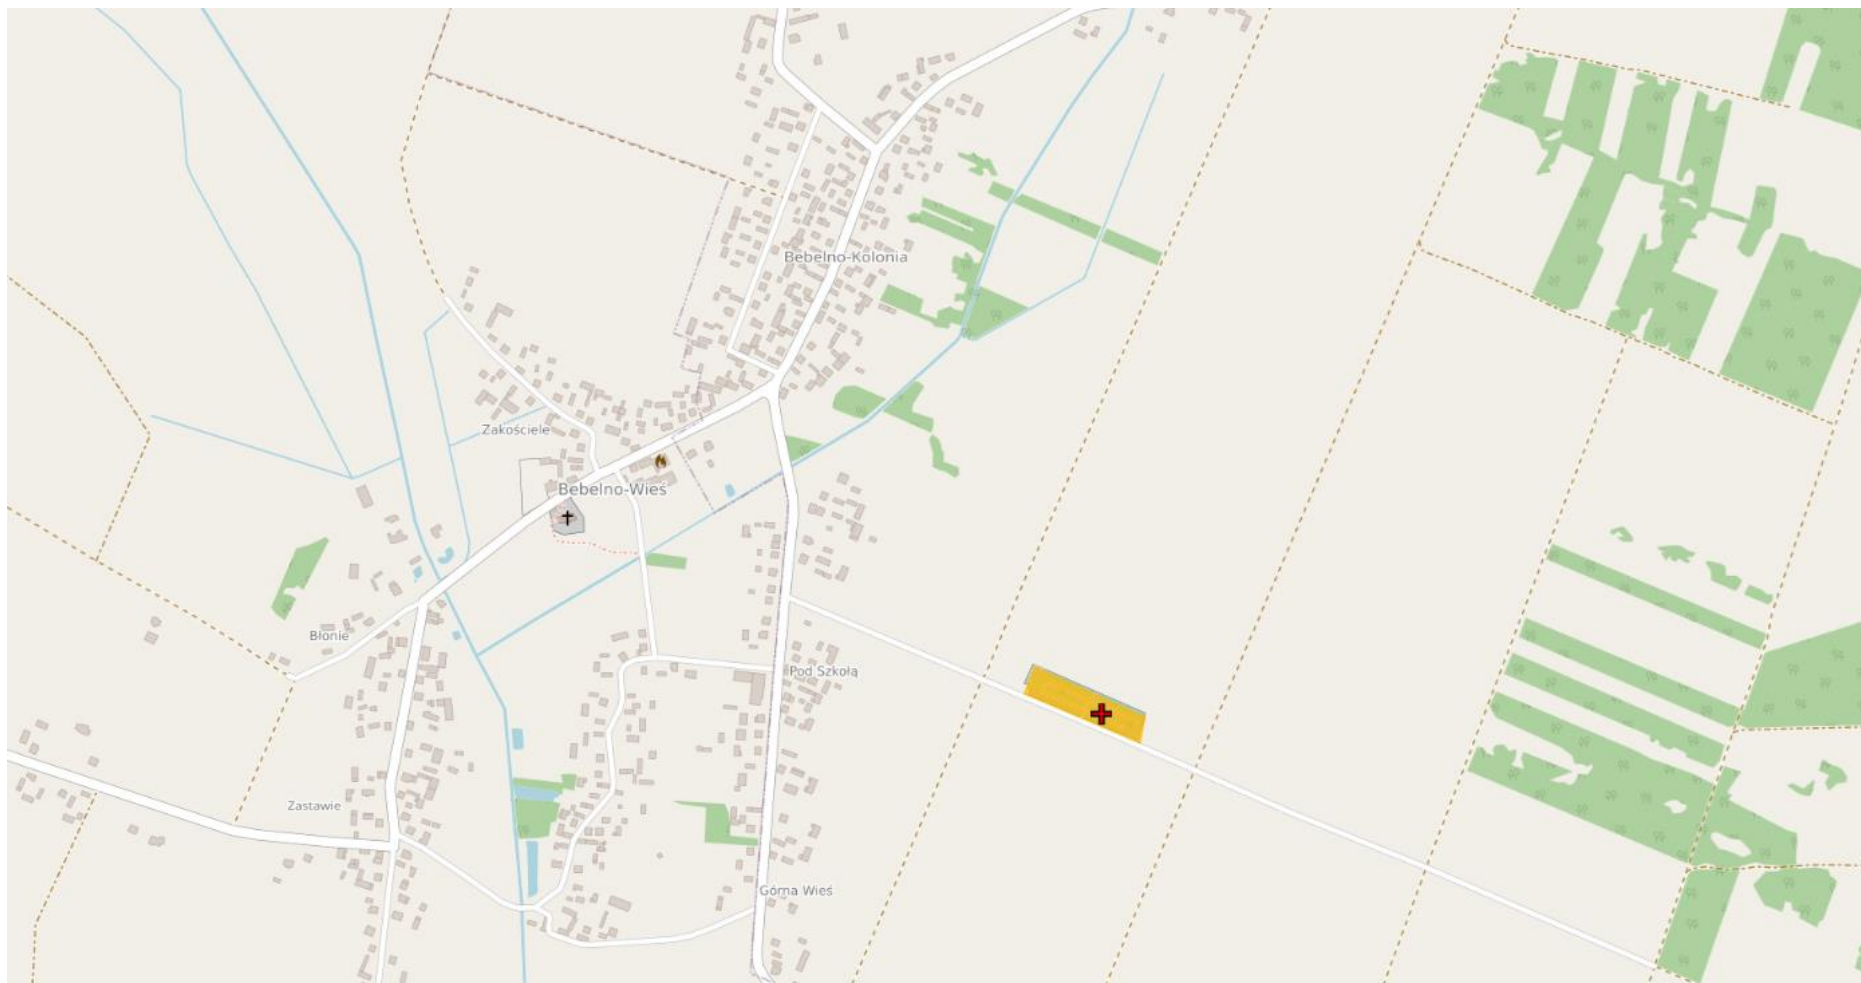 Bebelno-Kolonia
Zakościele
Bebelno-Wieś
Błonie
Pod Szkołą
Zastawie
Górna Wieś